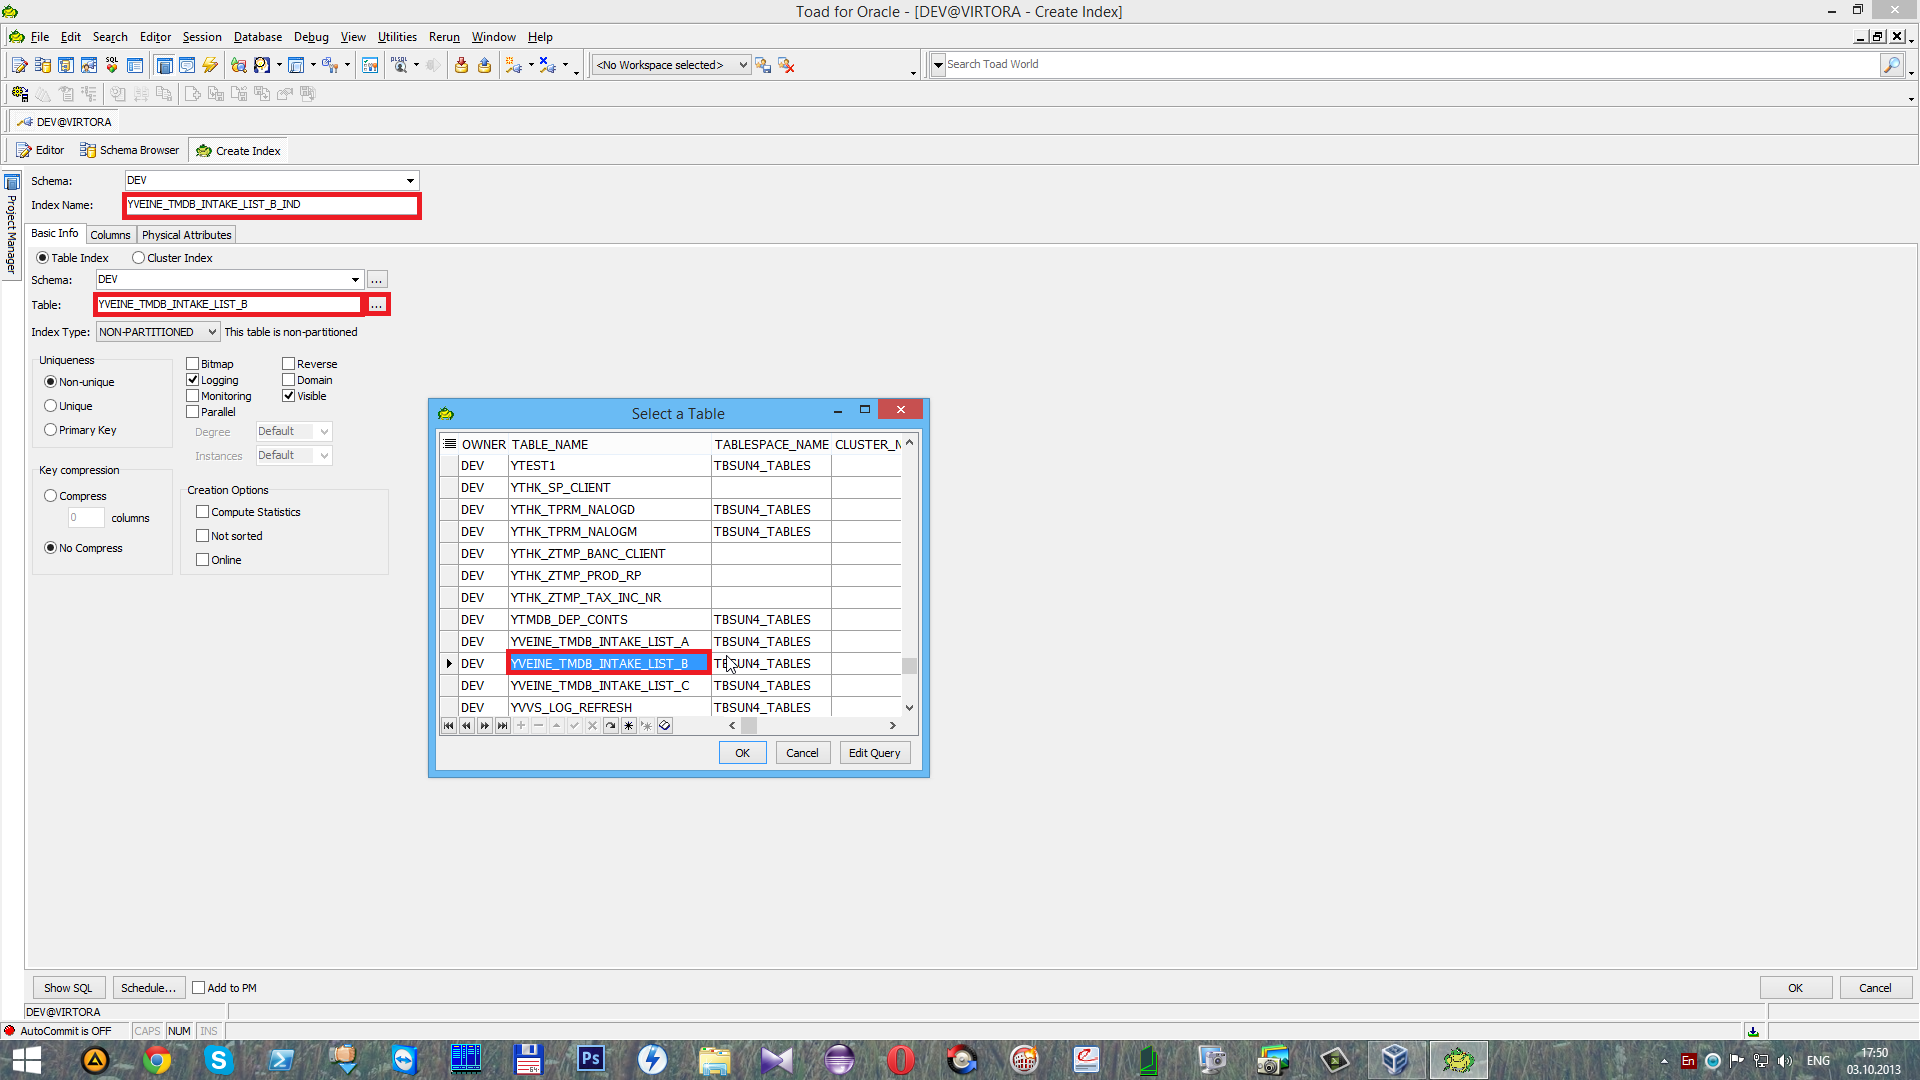 Toad for Oracle - [DEV@VIRTORA - Create Index]
File Edit Search Editor Session Database Debug View Utilities Rerun Window Help
SQL
PLSQL
<No Workspace selected>
Search Toad World
DEV@VIRTORA
Editor Schema Browser Create Index
Project Manager
Schema: DEV
Index Name: YVEINE_TMDB_INTAKE_LIST_B_IND
Basic Info Columns Physical Attributes
Table Index Cluster Index
Schema: DEV ...
Table: YVEINE_TMDB_INTAKE_LIST_B ...
Index Type: NON-PARTITIONED This table is non-partitioned
Uniqueness
Non-unique
Unique
Primary Key
Bitmap Reverse
Logging Domain
Monitoring Visible
Parallel
Degree Default
Instances Default
Key compression
Compress
0 columns
No Compress
Creation Options
Compute Statistics
Not sorted
Online
Select a Table
OWNER TABLE_NAME TABLESPACE_NAME CLUSTER_N
DEV YTEST1 TBSUN4_TABLES
DEV YTHK_SP_CLIENT
DEV YTHK_TPRM_NALOGD TBSUN4_TABLES
DEV YTHK_TPRM_NALOGM TBSUN4_TABLES
DEV YTHK_ZTMP_BANC_CLIENT
DEV YTHK_ZTMP_PROD_RP
DEV YTHK_ZTMP_TAX_INC_NR
DEV YTMDB_DEP_CONTS TBSUN4_TABLES
DEV YVEINE_TMDB_INTAKE_LIST_A TBSUN4_TABLES
DEV YVEINE_TMDB_INTAKE_LIST_B TBSUN4_TABLES
DEV YVEINE_TMDB_INTAKE_LIST_C TBSUN4_TABLES
DEV YVVS_LOG_REFRESH TBSUN4_TABLES
OK Cancel Edit Query
Show SQL Schedule... Add to PM OK Cancel
DEV@VIRTORA
AutoCommit is OFF CAPS NUM INS
64
Ps
En
ENG
17:50
03.10.2013